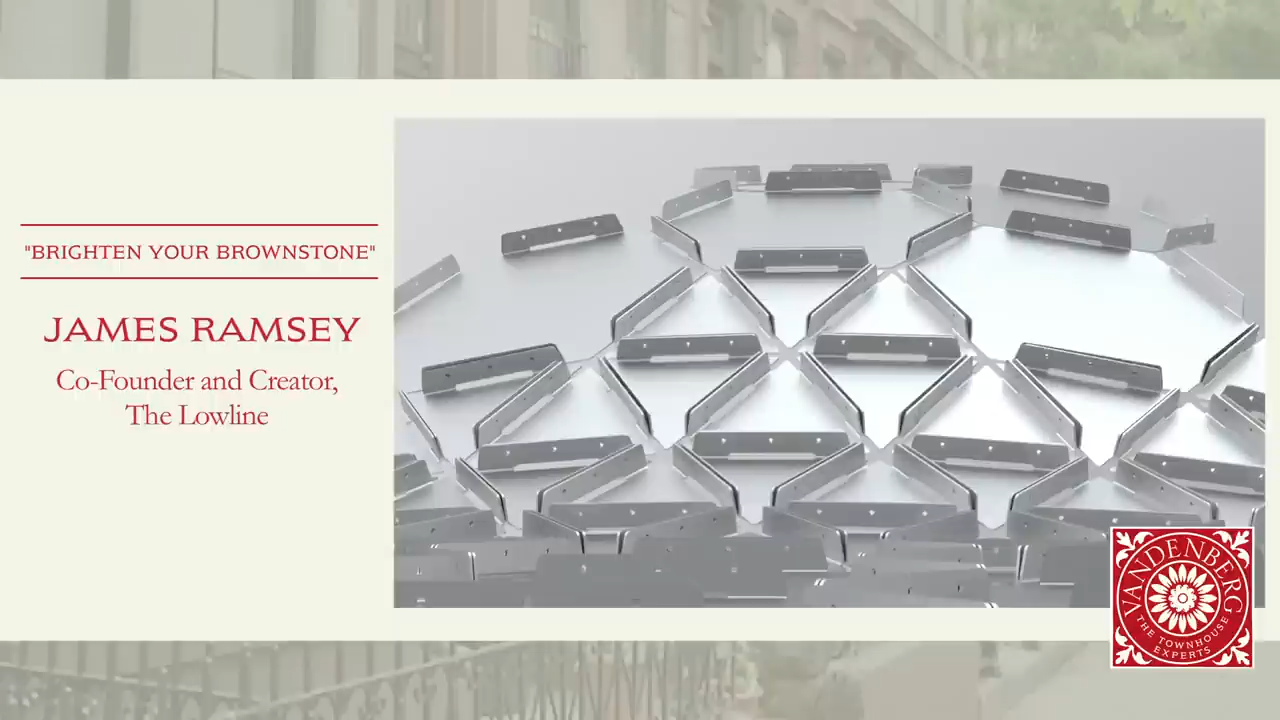 "BRIGHTEN YOUR BROWNSTONE"
JAMES RAMSEY
Co-Founder and Creator,
The Lowline
VANDENBERG
THE TOWNHOUSE
EXPERTS